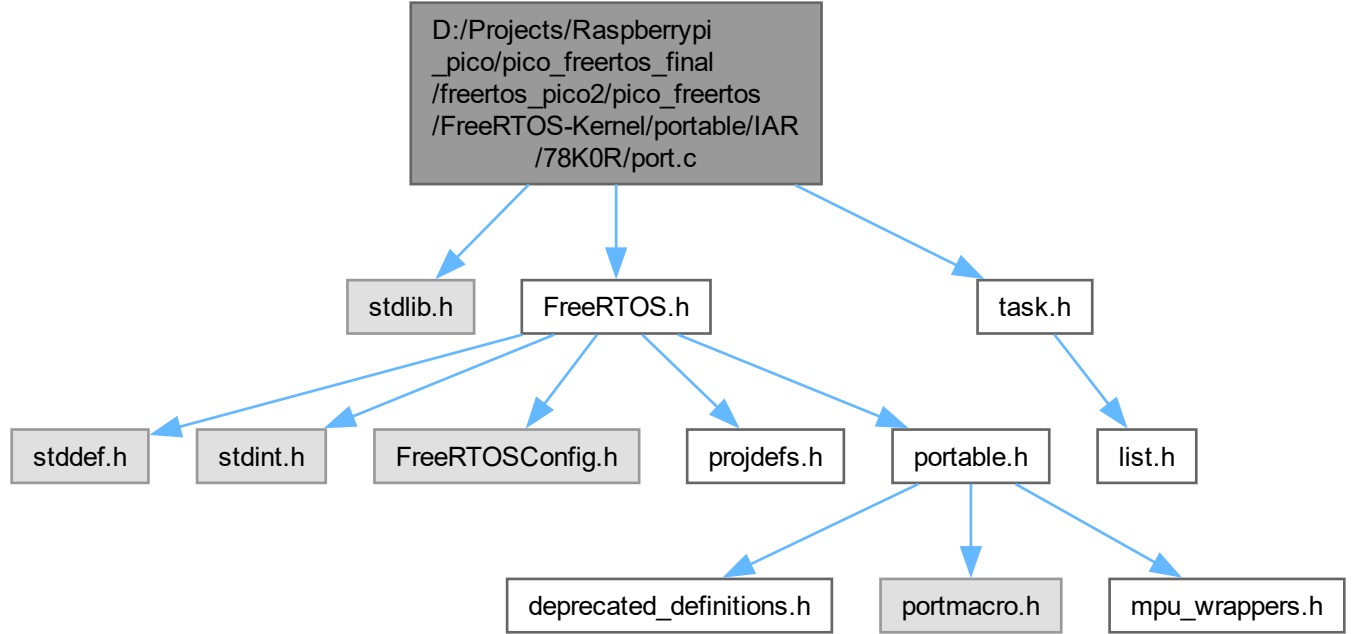 D:/Projects/Raspberrypi
_pico/pico_freertos_final
/freertos_pico2/pico_freertos
/FreeRTOS-Kernel/portable/IAR
/78K0R/port.c
stdlib.h
FreeRTOS.h
task.h
stddef.h
stdint.h
FreeRTOSConfig.h
projdefs.h
portable.h
list.h
deprecated_definitions.h
portmacro.h
mpu_wrappers.h